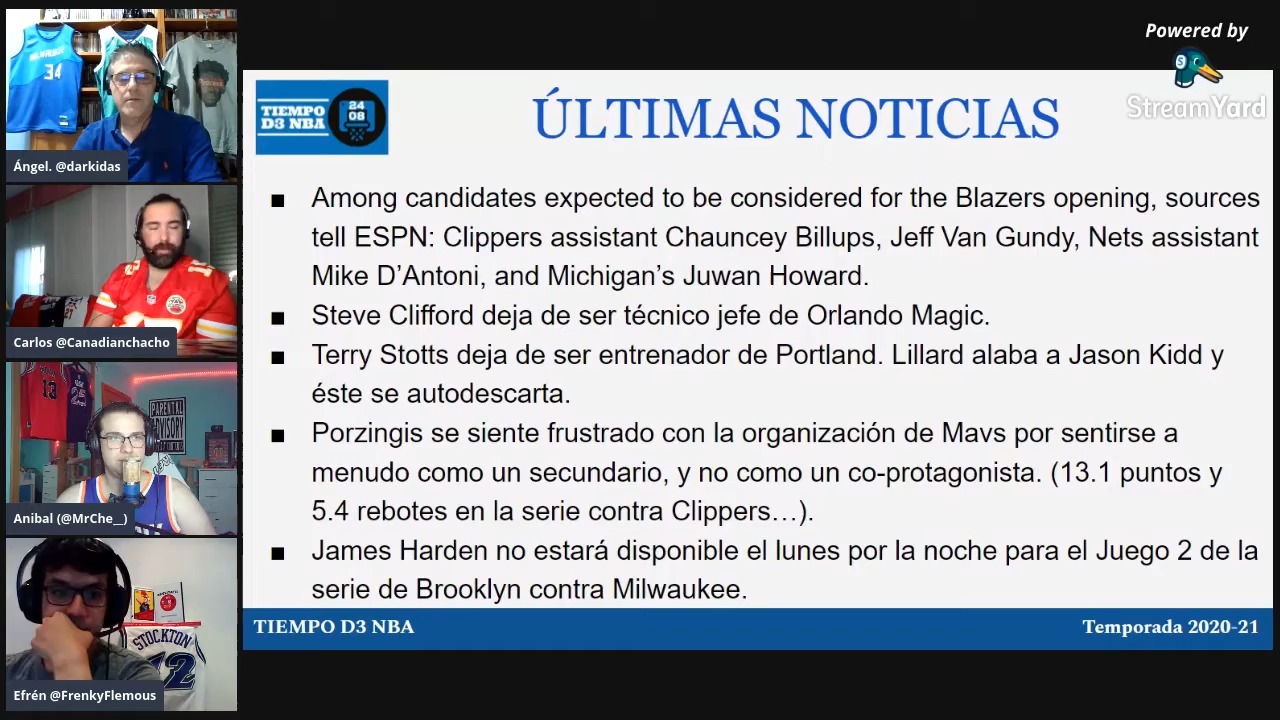 Powered by
StreamYard
TIEMPO
D3 NBA
24
08
ÚLTIMAS NOTICIAS
■ Among candidates expected to be considered for the Blazers opening, sources
tell ESPN: Clippers assistant Chauncey Billups, Jeff Van Gundy, Nets assistant
Mike D’Antoni, and Michigan’s Juwan Howard.
■ Steve Clifford deja de ser técnico jefe de Orlando Magic.
■ Terry Stotts deja de ser entrenador de Portland. Lillard alaba a Jason Kidd y
éste se autodescarta.
■ Porzingis se siente frustrado con la organización de Mavs por sentirse a
menudo como un secundario, y no como un co-protagonista. (13.1 puntos y
5.4 rebotes en la serie contra Clippers…).
■ James Harden no estará disponible el lunes por la noche para el Juego 2 de la
serie de Brooklyn contra Milwaukee.
TIEMPO D3 NBA
Temporada 2020-21
34
Ángel. @darkidas
Carlos @Canadianchacho
13
PARENTAL
ADVISORY
Anibal (@MrChe__)
STOCKTON
12
Efrén @FrenkyFlemous